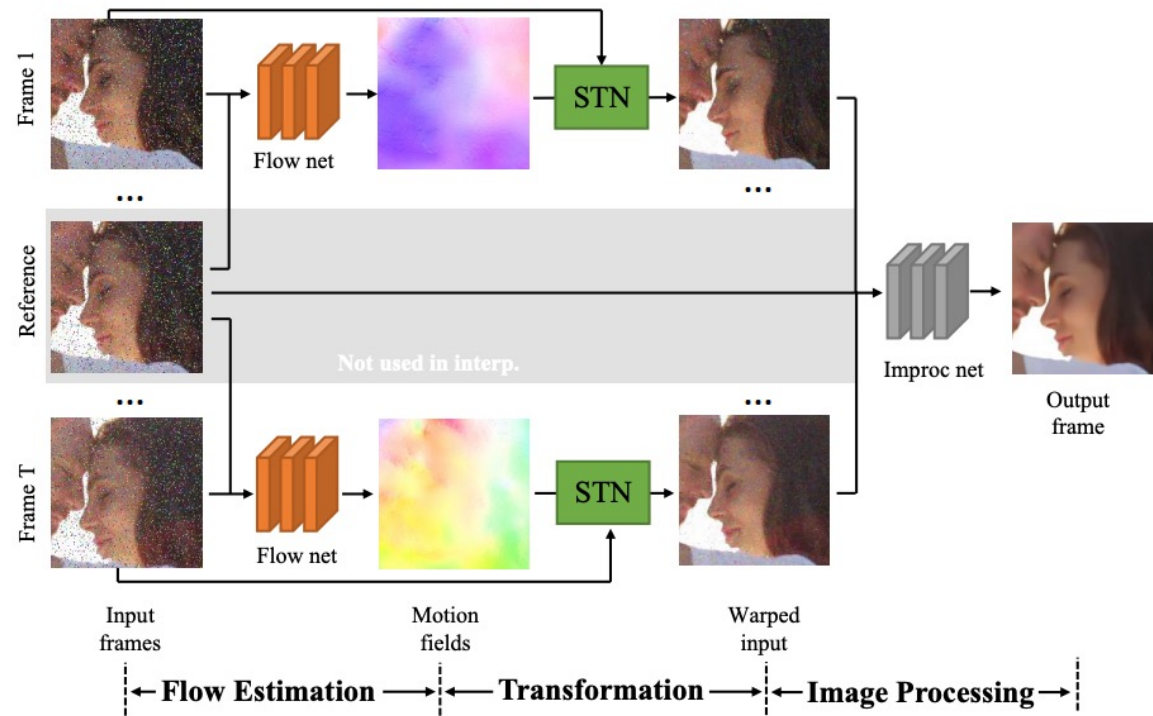 Frame 1
Flow net
STN
...
...
Reference
Not used in interp.
Improc net
Output
frame
...
...
Frame T
Flow net
STN
Input
frames
Motion
fields
Warped
input
Flow Estimation
Transformation
Image Processing